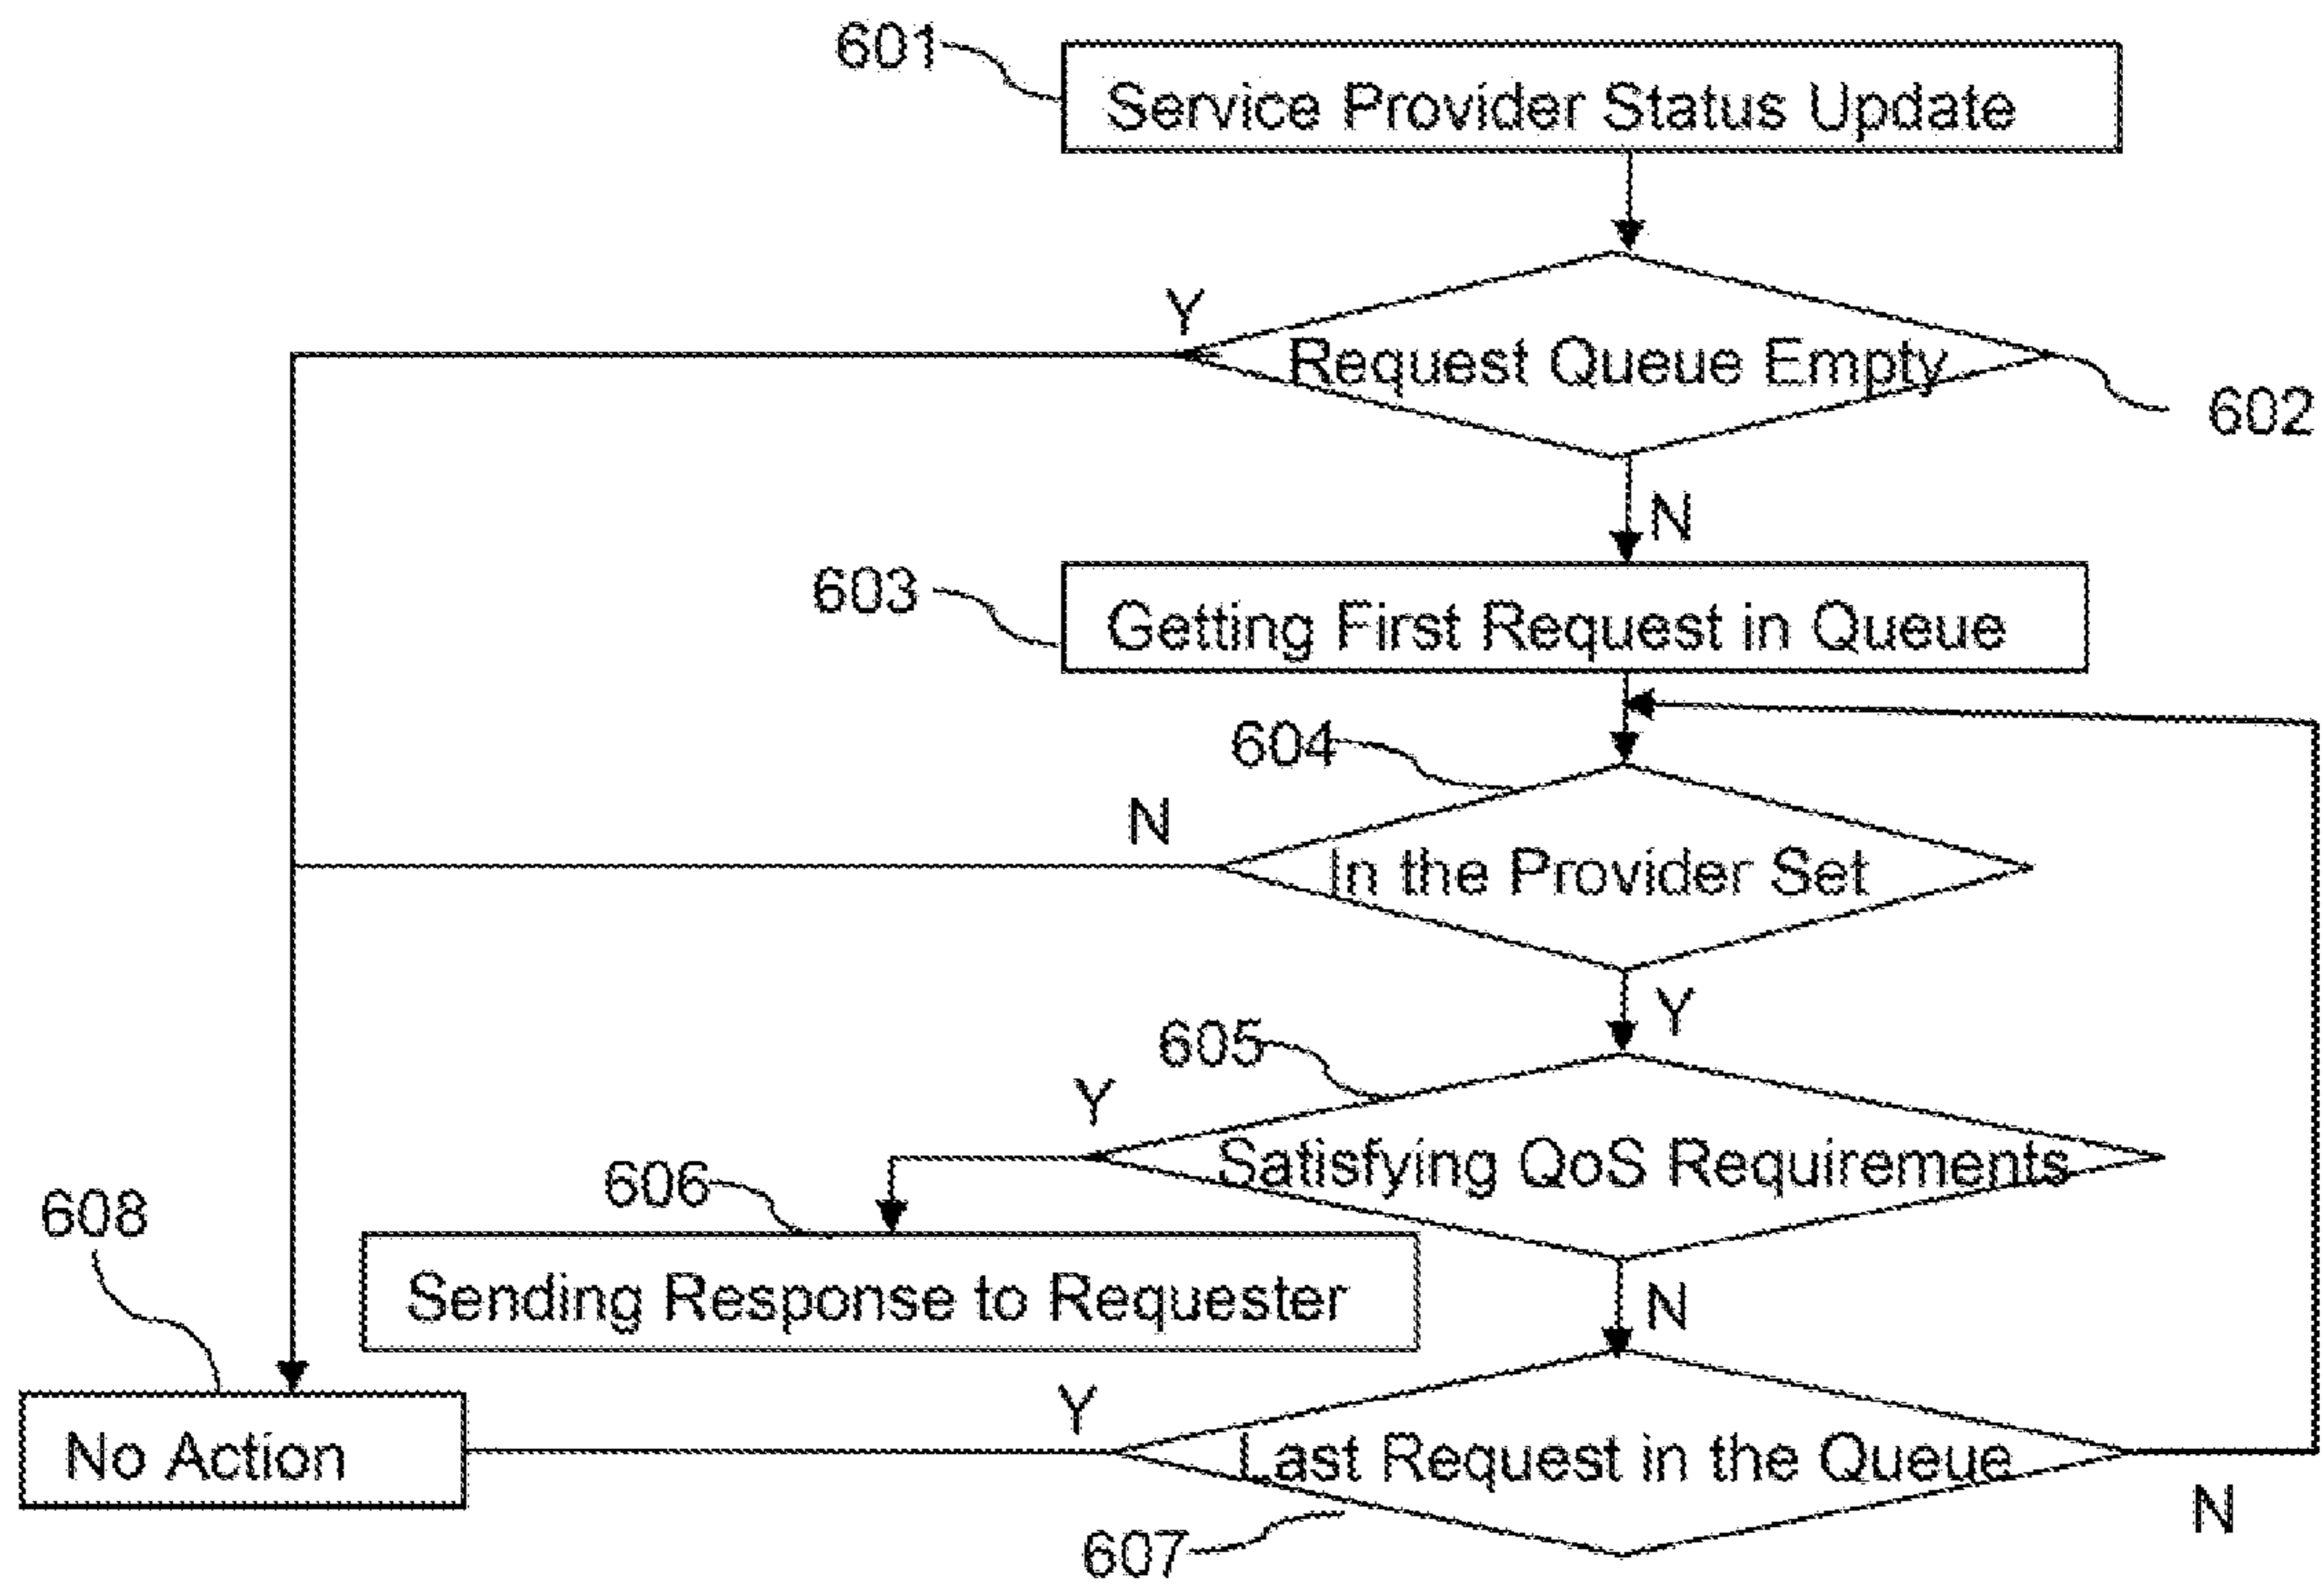 601
Service Provider Status Update
Y
Request Queue Empty
602
N
603
Getting First Request in Queue
604
N
In the Provider Set
Y
605
Y
Satisfying QoS Requirements
606
608
Sending Response to Requester
N
Y
No Action
Last Request in the Queue
N
607